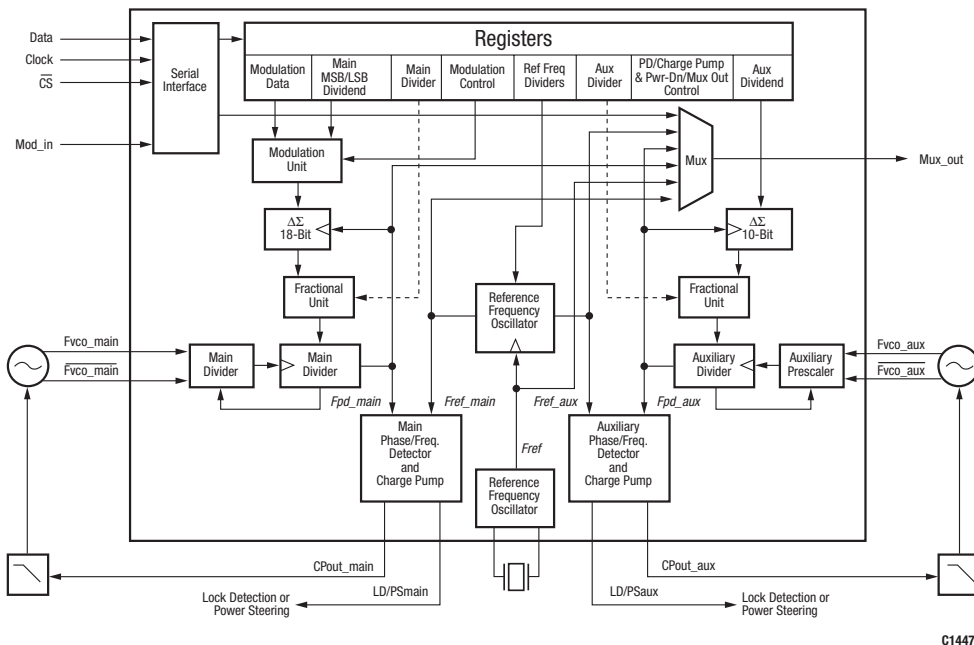 Registers
Modulation
Data
Main
MSB/LSB
Dividend
Main
Divider
Modulation
Control
Ref Freq
Dividers
Aux
Divider
PD/Charge Pump
& Pwr-Dn/Mux Out
Control
Aux
Dividend
Data
Clock
CS
Mod_in
Serial
Interface
Modulation
Unit
Mux
Mux_out
ΔΣ
18-Bit
ΔΣ
10-Bit
Fractional
Unit
Reference
Frequency
Oscillator
Fractional
Unit
Fvco_main
Fvco_main
Main
Divider
Main
Divider
Auxiliary
Divider
Auxiliary
Prescaler
Fvco_aux
Fvco_aux
Fpd_main
Fref_main
Fref_aux
Fpd_aux
Main
Phase/Freq.
Detector
and
Charge Pump
Fref
Auxiliary
Phase/Freq.
Detector
and
Charge Pump
Reference
Frequency
Oscillator
CPout_main
CPout_aux
LD/PSmain
LD/PSaux
Lock Detection or
Power Steering
Lock Detection or
Power Steering
C1447